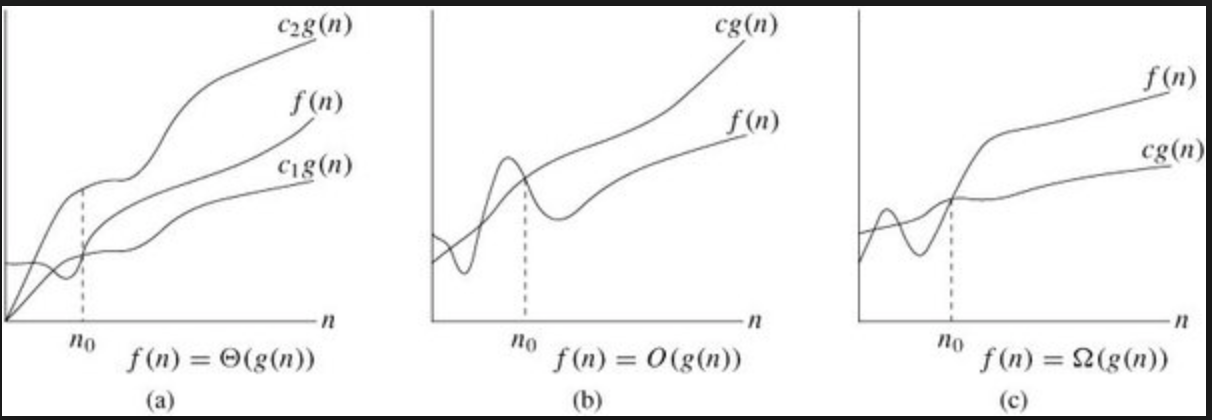 c₂g(n)
f(n)
c₁g(n)
n
n₀
f(n) = Θ(g(n))
(a)
cg(n)
f(n)
n
n₀
f(n) = O(g(n))
(b)
f(n)
cg(n)
n
n₀
f(n) = Ω(g(n))
(c)